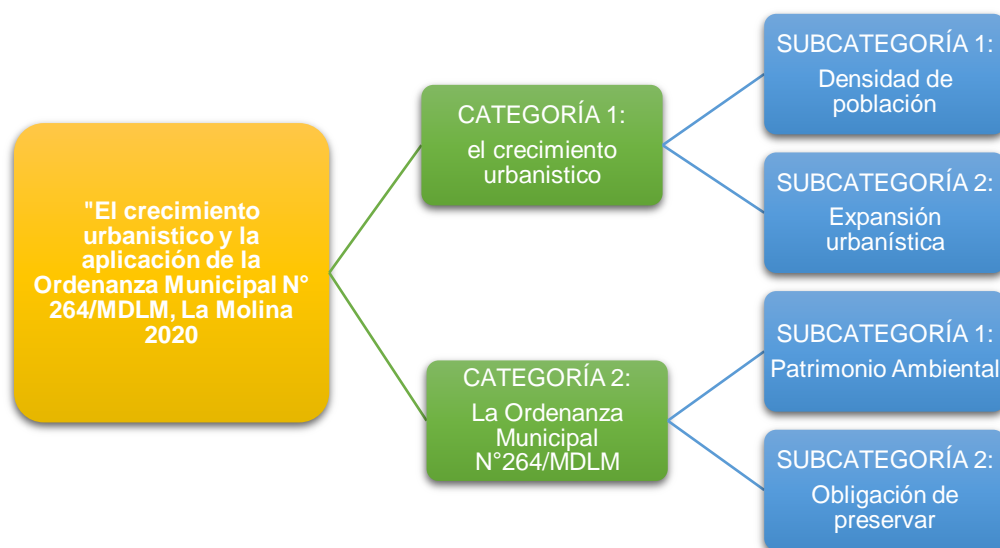 "El crecimiento
urbanistico y la
aplicación de la
Ordenanza Municipal N°
264/MDLM, La Molina
2020
CATEGORÍA 1:
el crecimiento
urbanistico
SUBCATEGORÍA 1:
Densidad de
población
SUBCATEGORÍA 2:
Expansión
urbanística
CATEGORÍA 2:
La Ordenanza
Municipal
N°264/MDLM
SUBCATEGORÍA 1:
Patrimonio Ambiental
SUBCATEGORÍA 2:
Obligación de
preservar